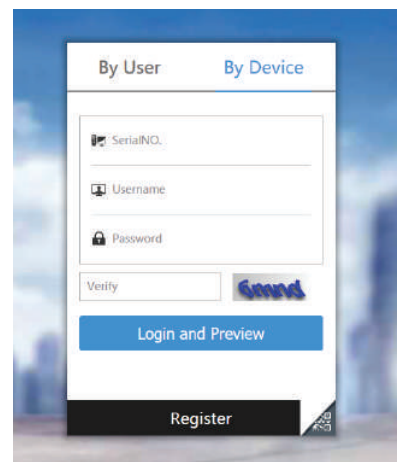 By User By Device
SerialNO.
Username
Password
Verify
Login and Preview
Register